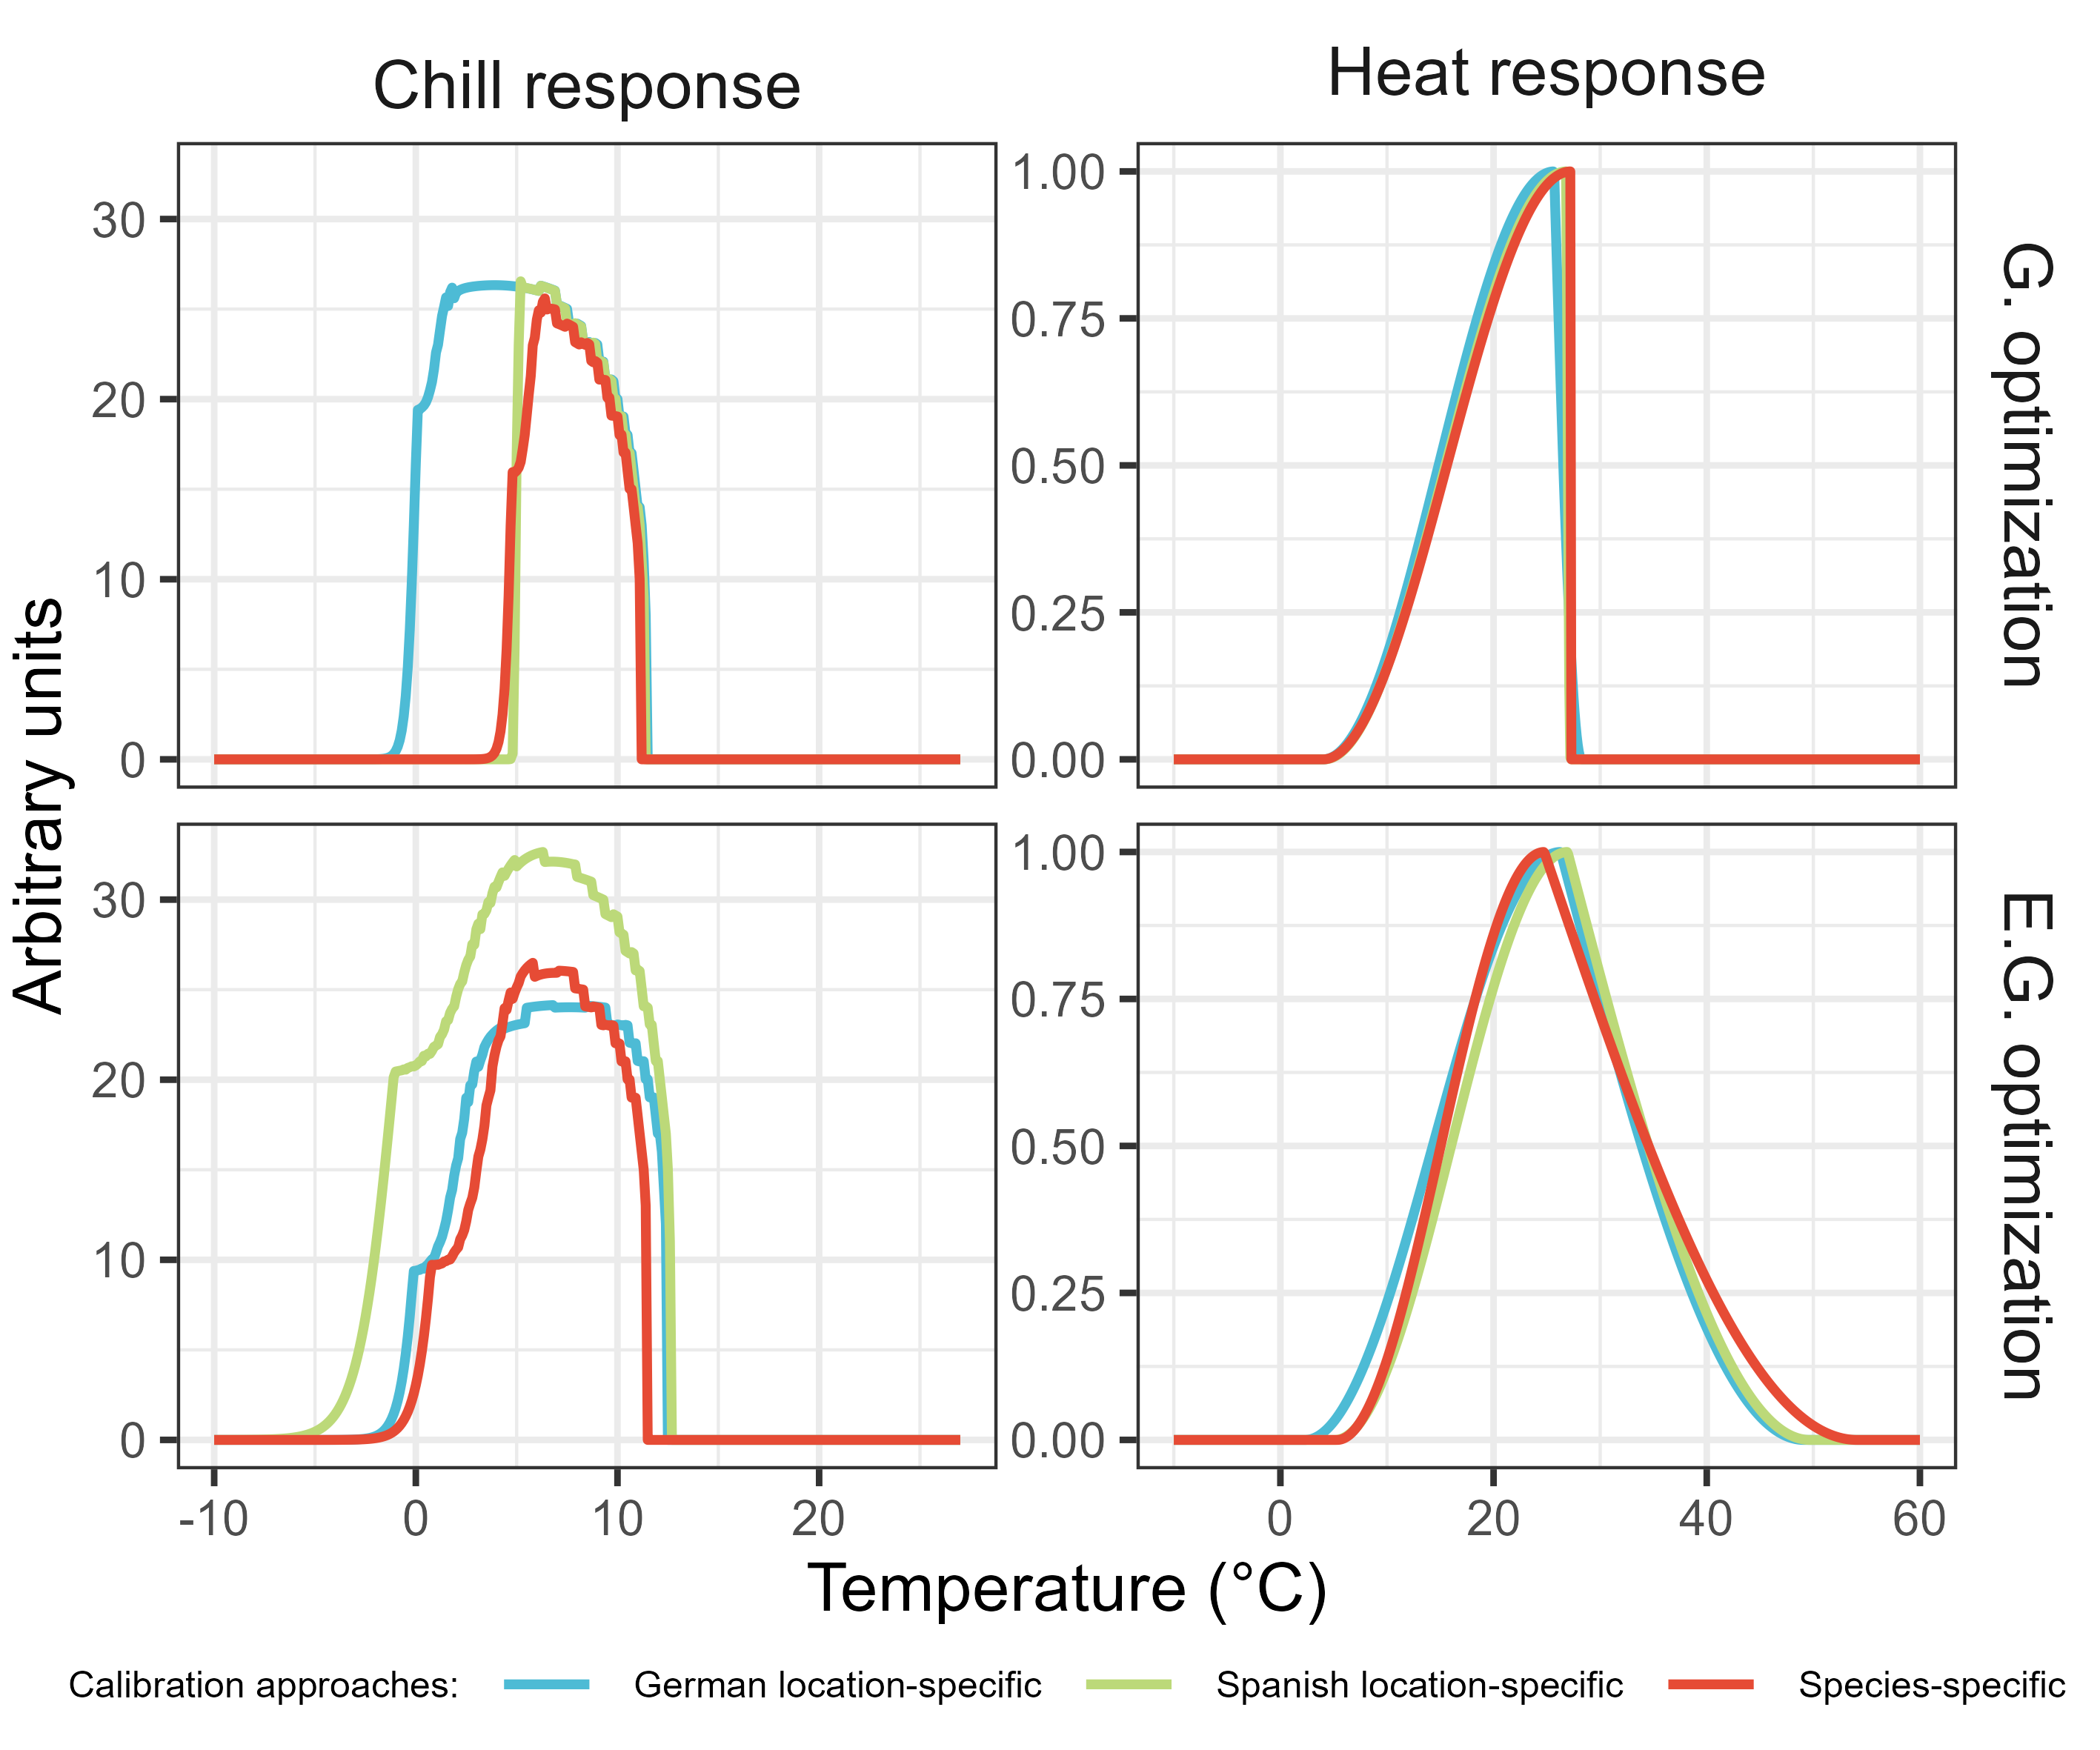 Chill response
Heat response
Arbitrary units
30
20
10
0
1.00
0.75
0.50
0.25
0.00
G. optimization
30
20
10
0
1.00
0.75
0.50
0.25
0.00
E.G. optimization
-10 0 10 20
0 20 40 60
Temperature (°C)
Calibration approaches: German location-specific Spanish location-specific Species-specific